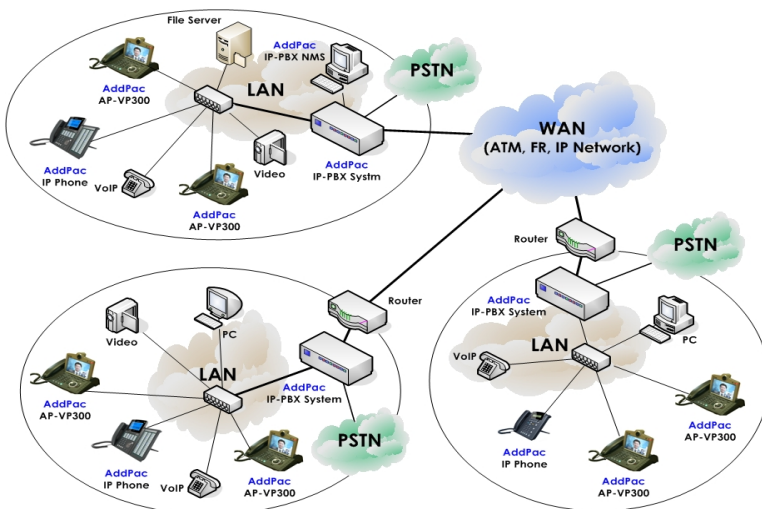 File Server
AddPac
IP-PBX NMS
PSTN
AddPac
AP-VP300
LAN
WAN
(ATM, FR, IP Network)
AddPac
IP Phone
VoIP
Video
AddPac
IP-PBX Systm
AddPac
AP-VP300
Router
PSTN
AddPac
IP-PBX System
PC
VoIP
LAN
AddPac
AP-VP300
AddPac
IP Phone
AddPac
AP-VP300
Router
PC
Video
LAN
AddPac
IP-PBX System
AddPac
AP-VP300
PSTN
AddPac
IP Phone
VoIP
AddPac
AP-VP300